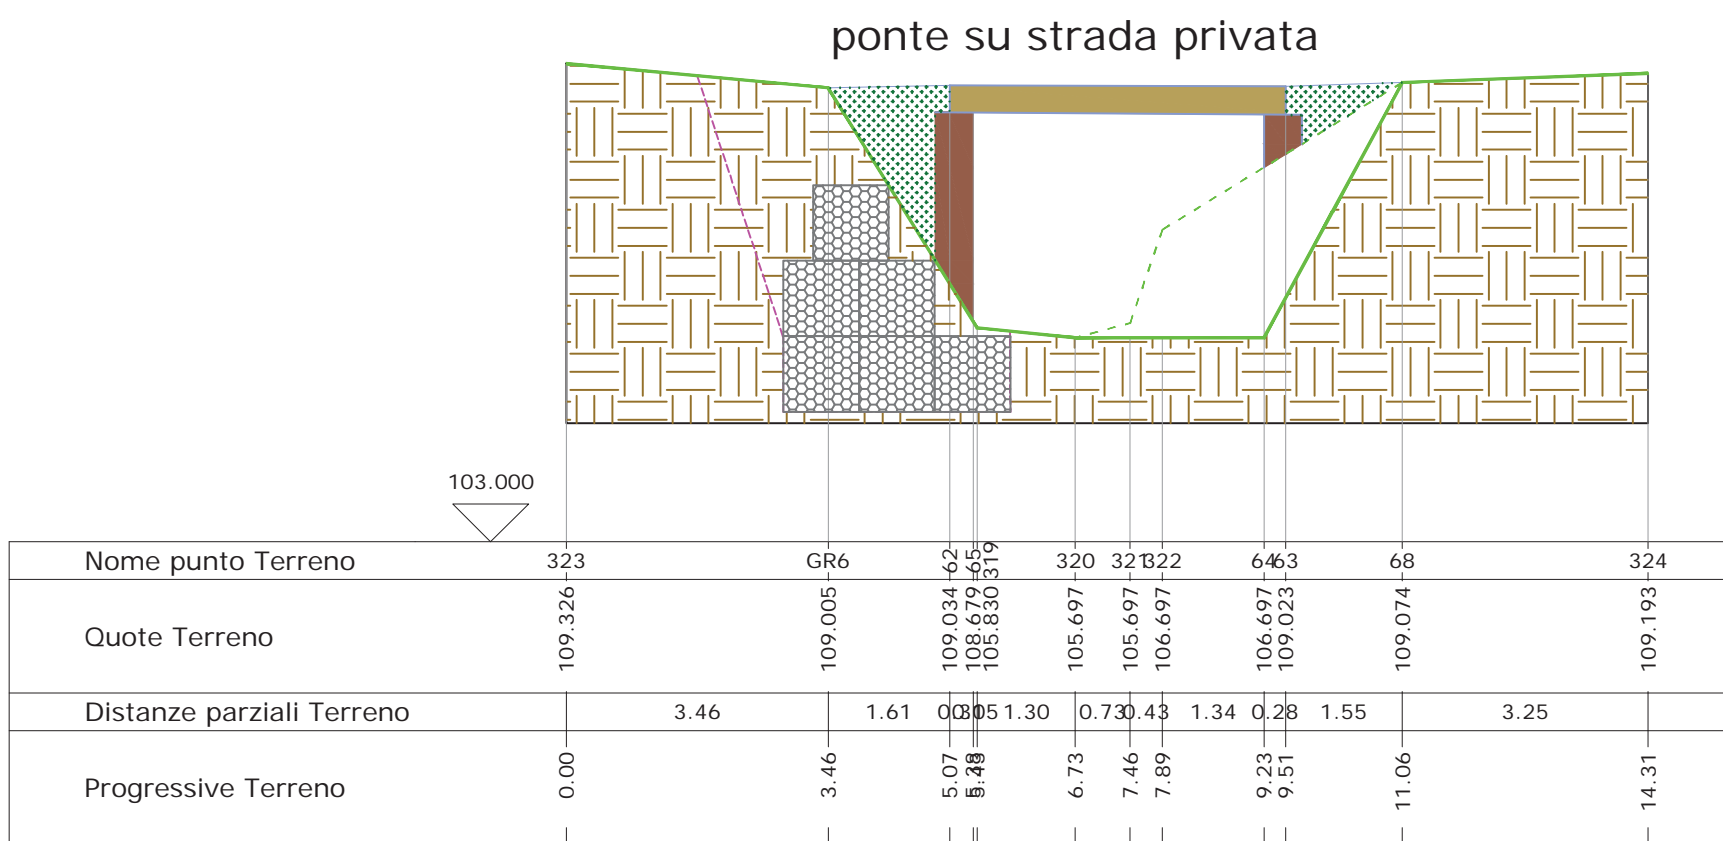 ponte su strada privata
103.000
Nome punto Terreno 323 GR6 62 65 319 320 321 322 64 63 68 324
Quote Terreno 109.326 109.005 109.034 108.679 105.830 105.697 105.697 106.697 106.697 109.023 109.074 109.193
Distanze parziali Terreno 3.46 1.61 1.30 0.73 0.43 1.34 0.28 1.55 3.25
Progressive Terreno 0.00 3.46 5.07 6.73 7.46 7.89 9.23 9.51 11.06 14.31